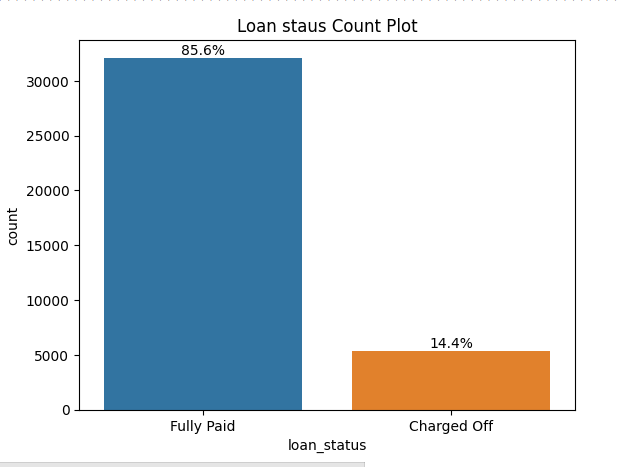 Loan staus Count Plot
85.6%
30000
25000
20000
15000
10000
5000
0
14.4%
count
Fully Paid
Charged Off
loan_status